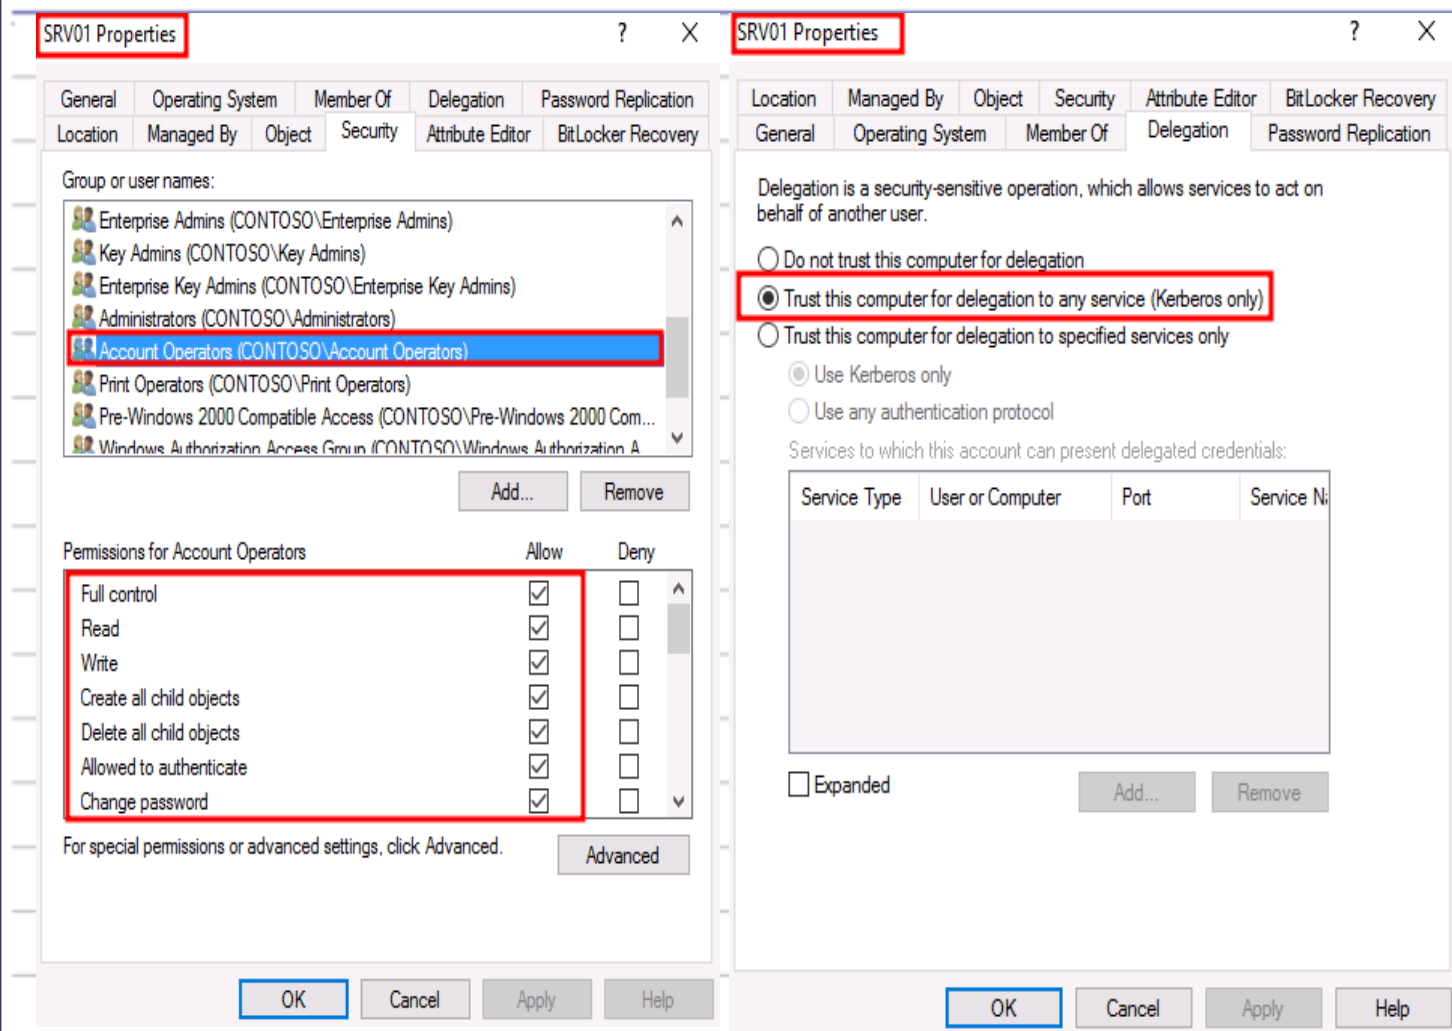 SRV01 Properties ? X
General Operating System Member Of Delegation Password Replication
Location Managed By Object Security Attribute Editor BitLocker Recovery
Group or user names:
Enterprise Admins (CONTOSO\Enterprise Admins)
Key Admins (CONTOSO\Key Admins)
Enterprise Key Admins (CONTOSO\Enterprise Key Admins)
Administrators (CONTOSO\Administrators)
Account Operators (CONTOSO\Account Operators)
Print Operators (CONTOSO\Print Operators)
Pre-Windows 2000 Compatible Access (CONTOSO\Pre-Windows 2000 Com...
Windows Authorization Access Group (CONTOSO\Windows Authorization A
Add... Remove
Permissions for Account Operators Allow Deny
Full control
Read
Write
Create all child objects
Delete all child objects
Allowed to authenticate
Change password
For special permissions or advanced settings, click Advanced.
Advanced
OK Cancel Apply Help
SRV01 Properties ? X
Location Managed By Object Security Attribute Editor BitLocker Recovery
General Operating System Member Of Delegation Password Replication
Delegation is a security-sensitive operation, which allows services to act on
behalf of another user.
Do not trust this computer for delegation
Trust this computer for delegation to any service (Kerberos only)
Trust this computer for delegation to specified services only
Use Kerberos only
Use any authentication protocol
Services to which this account can present delegated credentials:
Service Type User or Computer Port Service Na
Expanded Add... Remove
OK Cancel Apply Help